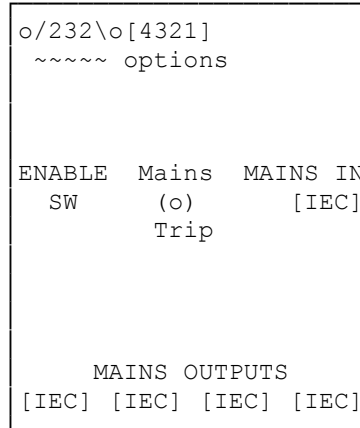 o/232\o[4321]
~~~~~ options
ENABLE Mains MAINS IN
SW (o) [IEC]
Trip
MAINS OUTPUTS
[IEC] [IEC] [IEC] [IEC]